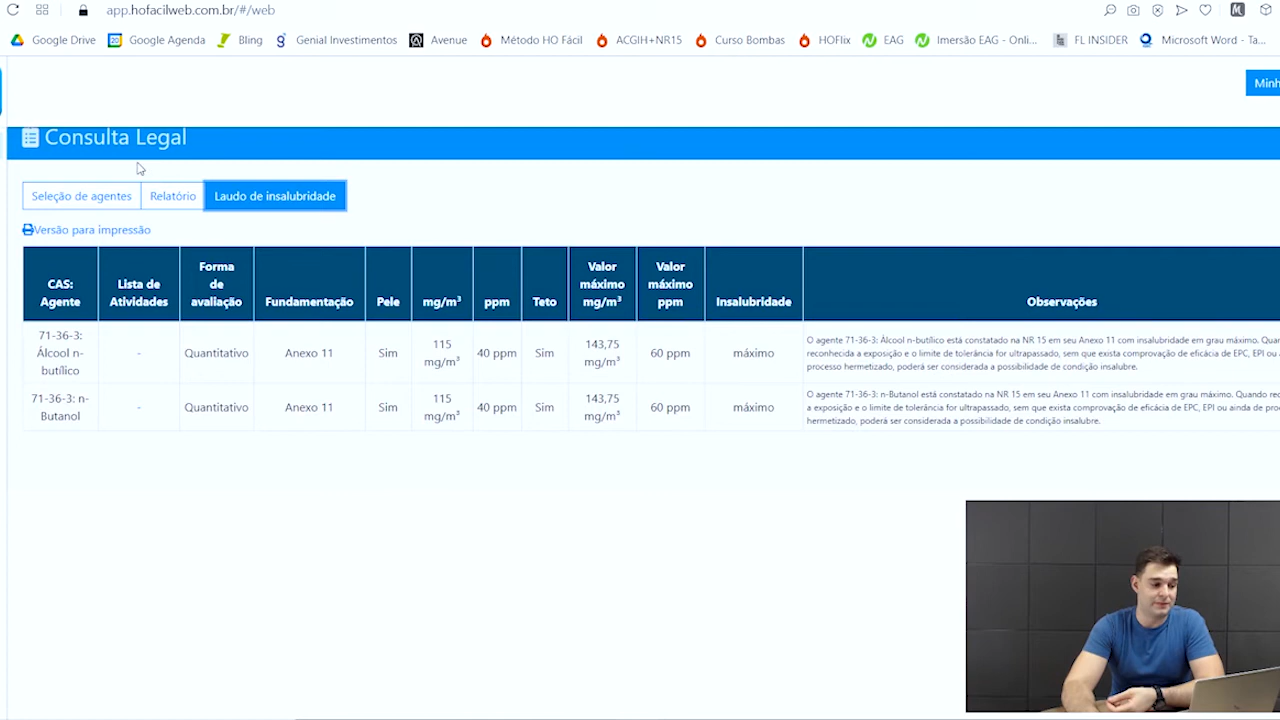 app.hofacilweb.com.br/#/web
Google Drive Google Agenda Bling Genial Investimentos Avenue Método HO Fácil ACGIH+NR15 Curso Bombas HOFlix EAG Imersão EAG - Onli... FL INSIDER Microsoft Word - Ta...
Minh
Consulta Legal
Seleção de agentes Relatório Laudo de insalubridade
Versão para impressão
CAS: Agente Lista de Atividades Forma de avaliação Fundamentação Pele mg/m³ ppm Teto Valor máximo mg/m³ Valor máximo ppm Insalubridade Observações
71-36-3: Álcool n-butílico - Quantitativo Anexo 11 Sim 115 mg/m³ 40 ppm Sim 143,75 mg/m³ 60 ppm máximo
O agente 71-36-3: Álcool n-butílico está constatado na NR 15 em seu Anexo 11 com insalubridade em grau máximo. Quan
reconhecida a exposição e o limite de tolerância for ultrapassado, sem que exista comprovação de eficácia de EPC, EPI ou a
processo hermetizado, poderá ser considerada a possibilidade de condição insalubre.
71-36-3: n-Butanol - Quantitativo Anexo 11 Sim 115 mg/m³ 40 ppm Sim 143,75 mg/m³ 60 ppm máximo
O agente 71-36-3: n-Butanol está constatado na NR 15 em seu Anexo 11 com insalubridade em grau máximo. Quando rec
a exposição e o limite de tolerância for ultrapassado, sem que exista comprovação de eficácia de EPC, EPI ou ainda de proc
hermetizado, poderá ser considerada a possibilidade de condição insalubre.